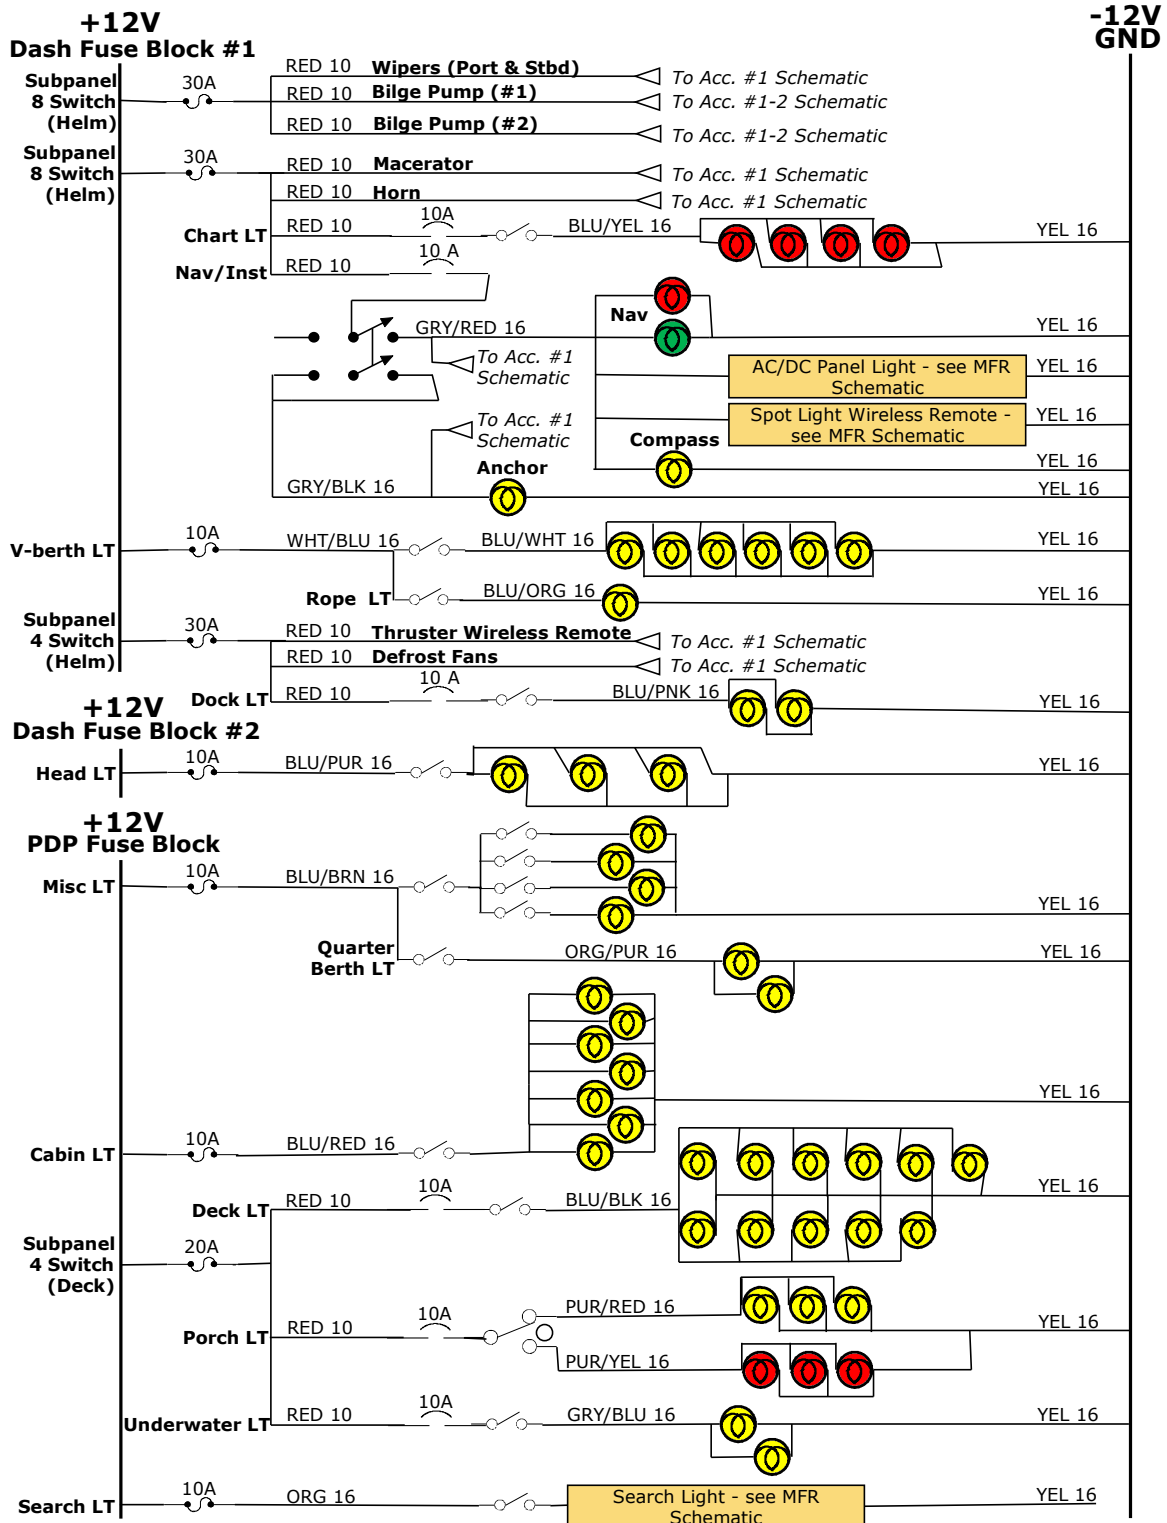 +12V
Dash Fuse Block #1
-12V
GND
Subpanel
8 Switch
(Helm)
30A
RED 10 Wipers (Port & Stbd) To Acc. #1 Schematic
RED 10 Bilge Pump (#1) To Acc. #1-2 Schematic
RED 10 Bilge Pump (#2) To Acc. #1-2 Schematic
Subpanel
8 Switch
(Helm)
30A
RED 10 Macerator To Acc. #1 Schematic
RED 10 Horn To Acc. #1 Schematic
Chart LT RED 10 10A BLU/YEL 16 YEL 16
Nav/Inst RED 10 10 A
GRY/RED 16 Nav YEL 16
To Acc. #1
Schematic
AC/DC Panel Light - see MFR
Schematic
YEL 16
To Acc. #1
Schematic
Spot Light Wireless Remote -
see MFR Schematic
YEL 16
Compass YEL 16
GRY/BLK 16 Anchor YEL 16
V-berth LT 10A WHT/BLU 16 BLU/WHT 16 YEL 16
Rope LT BLU/ORG 16 YEL 16
Subpanel
4 Switch
(Helm)
30A
RED 10 Thruster Wireless Remote To Acc. #1 Schematic
RED 10 Defrost Fans To Acc. #1 Schematic
Dock LT RED 10 10 A BLU/PNK 16 YEL 16
+12V
Dash Fuse Block #2
Head LT 10A BLU/PUR 16 YEL 16
+12V
PDP Fuse Block
Misc LT 10A BLU/BRN 16 YEL 16
Quarter
Berth LT
ORG/PUR 16 YEL 16
YEL 16
Cabin LT 10A BLU/RED 16
Deck LT RED 10 10A BLU/BLK 16 YEL 16
Subpanel
4 Switch
(Deck)
20A
Porch LT RED 10 10A PUR/RED 16 YEL 16
PUR/YEL 16
Underwater LT RED 10 10A GRY/BLU 16 YEL 16
Search LT 10A ORG 16 Search Light - see MFR
Schematic
YEL 16